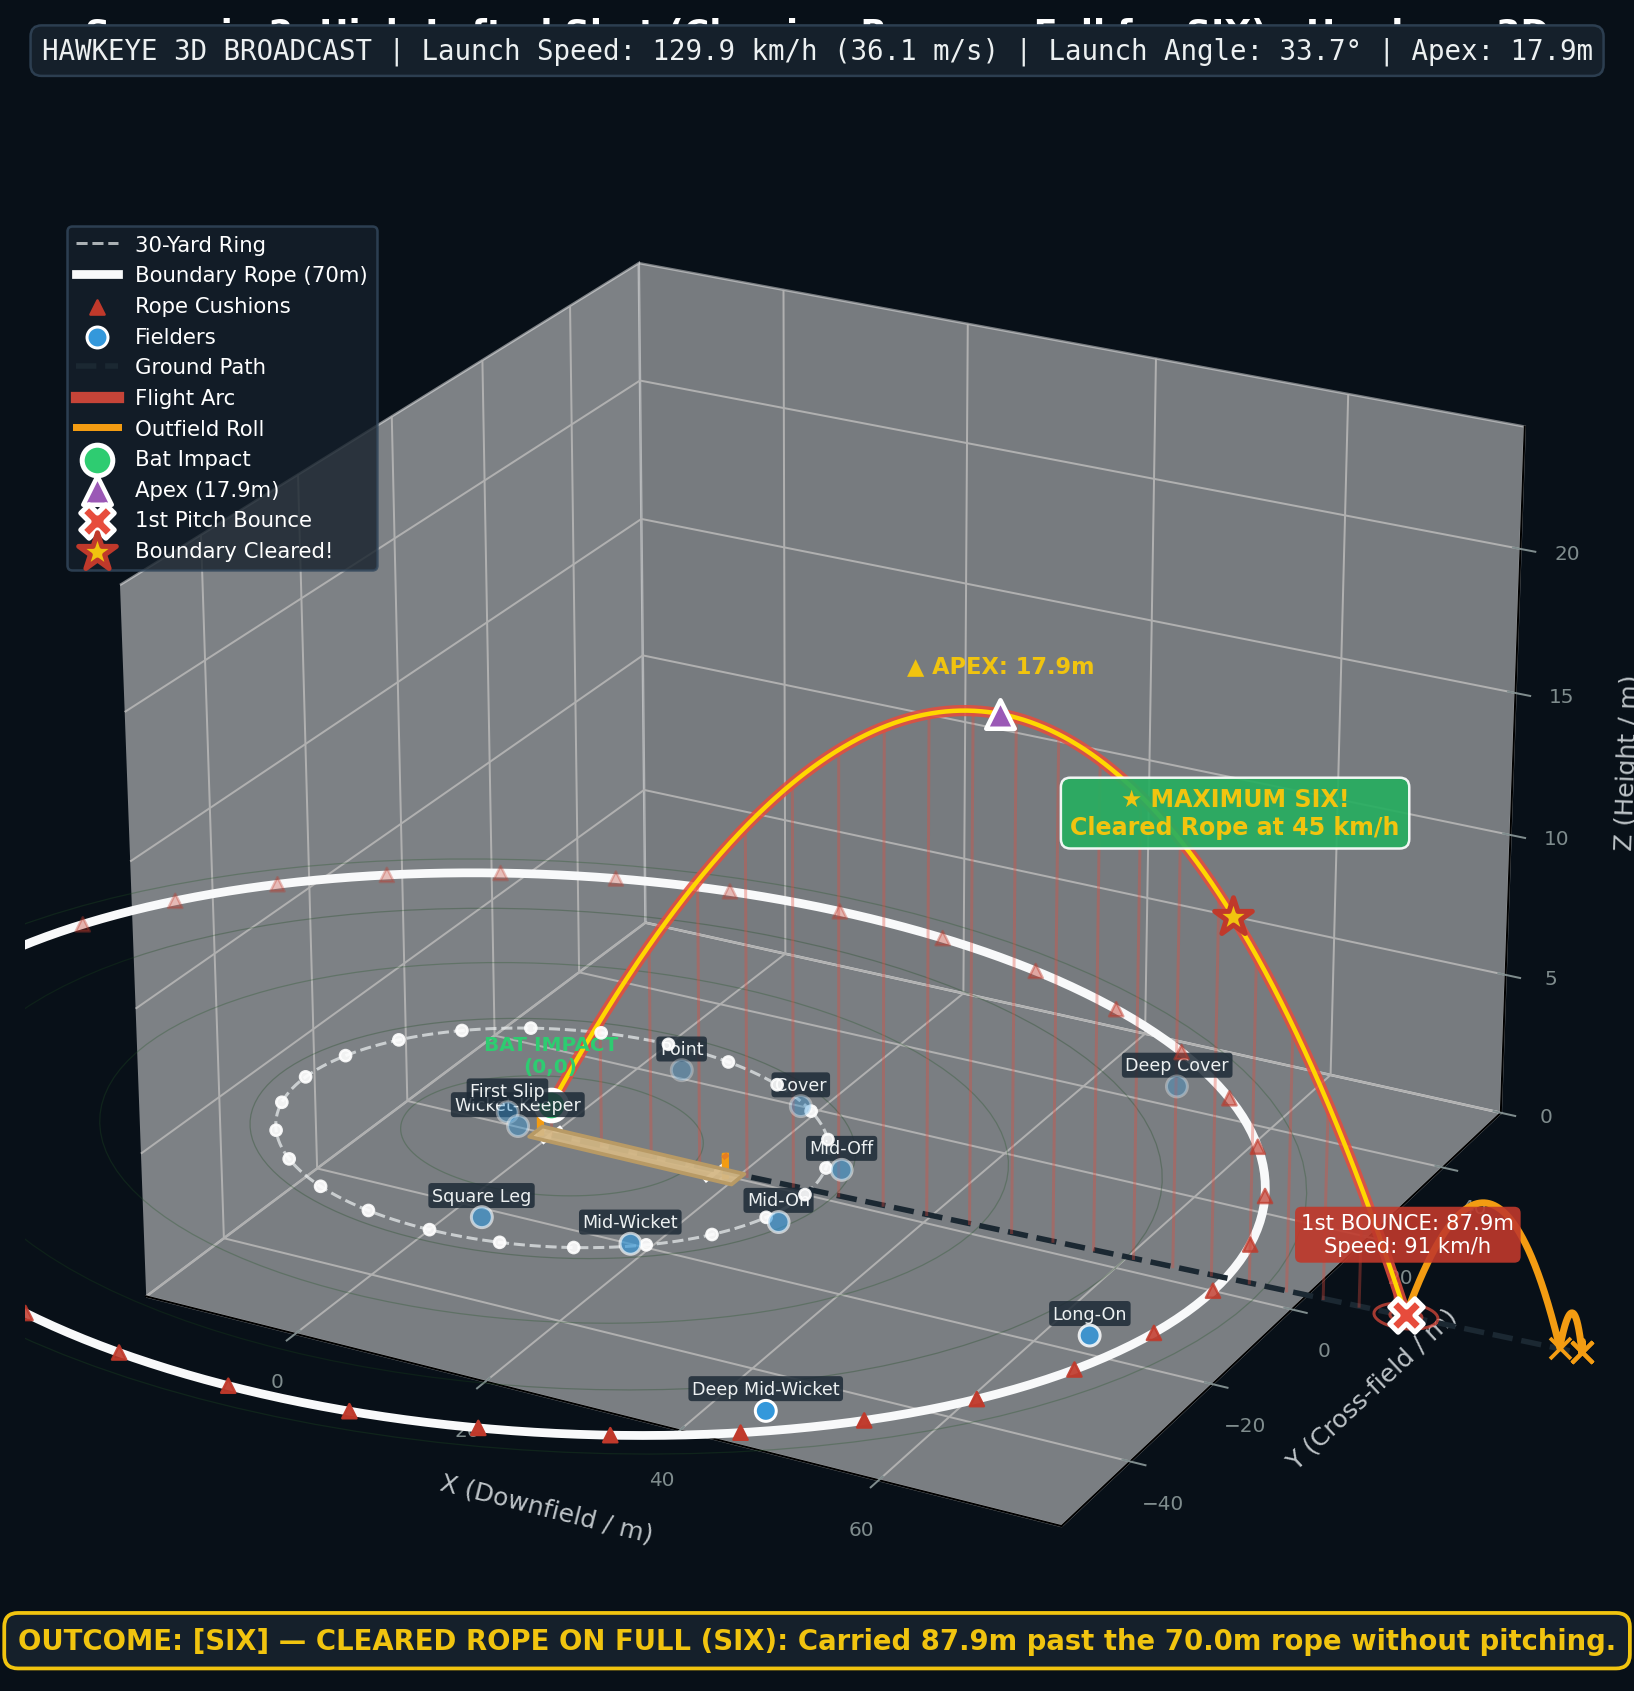 HAWKEYE 3D BROADCAST | Launch Speed: 129.9 km/h (36.1 m/s) | Launch Angle: 33.7° | Apex: 17.9m
30-Yard Ring
Boundary Rope (70m)
Rope Cushions
Fielders
Ground Path
Flight Arc
Outfield Roll
Bat Impact
Apex (17.9m)
1st Pitch Bounce
Boundary Cleared!
20
15
10
5
0
Z (Height / m)
▲ APEX: 17.9m
★ MAXIMUM SIX!
Cleared Rope at 45 km/h
BAT IMPACT
(0,0)
Point
First Slip
Wicket-Keeper
Cover
Deep Cover
Mid-Off
Mid-On
Square Leg
Mid-Wicket
1st BOUNCE: 87.9m
Speed: 91 km/h
Long-On
Deep Mid-Wicket
0
40
60
X (Downfield / m)
−40
−20
0
Y (Cross-field / m)
OUTCOME: [SIX] — CLEARED ROPE ON FULL (SIX): Carried 87.9m past the 70.0m rope without pitching.